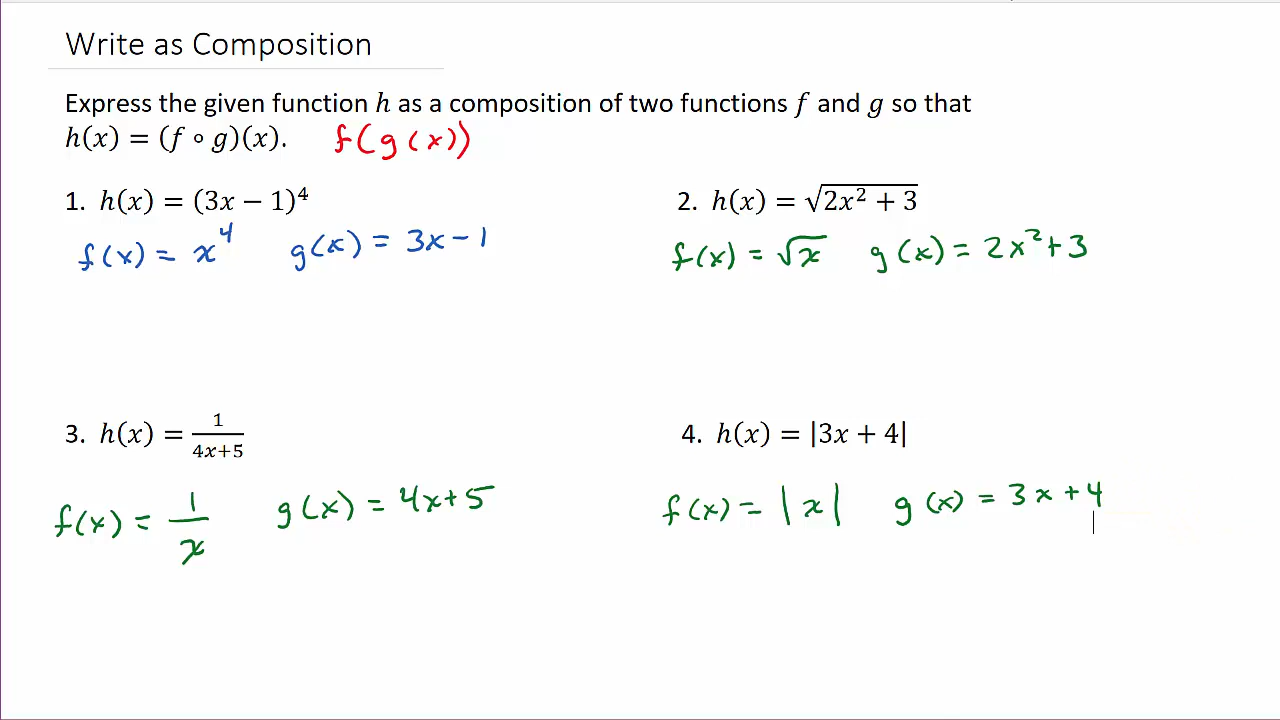 Write as Composition
Express the given function h as a composition of two functions f and g so that
h(x) = (f ∘ g)(x). f(g(x))
1. h(x) = (3x − 1)⁴
f(x) = x⁴ g(x) = 3x − 1
2. h(x) = √(2x² + 3)
f(x) = √x g(x) = 2x² + 3
3. h(x) = 1/(4x+5)
f(x) = 1/x g(x) = 4x + 5
4. h(x) = |3x + 4|
f(x) = |x| g(x) = 3x + 4